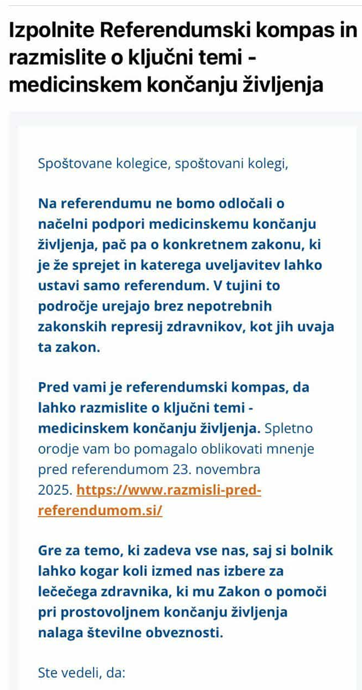 Izpolnite Referendumski kompas in
razmislite o ključni temi -
medicinskem končanju življenja
Spoštovane kolegice, spoštovani kolegi,
Na referendumu ne bomo odločali o
načelni podpori medicinskemu končanju
življenja, pač pa o konkretnem zakonu, ki
je že sprejet in katerega uveljavitev lahko
ustavi samo referendum. V tujini to
področje urejajo brez nepotrebnih
zakonskih represij zdravnikov, kot jih uvaja
ta zakon.
Pred vami je referendumski kompas, da
lahko razmislite o ključni temi -
medicinskem končanju življenja. Spletno
orodje vam bo pomagalo oblikovati mnenje
pred referendumom 23. novembra
2025. https://www.razmisli-pred-
referendumom.si/
Gre za temo, ki zadeva vse nas, saj si bolnik
lahko kogar koli izmed nas izbere za
lečečega zdravnika, ki mu Zakon o pomoči
pri prostovoljnem končanju življenja
nalaga številne obveznosti.
Ste vedeli, da: